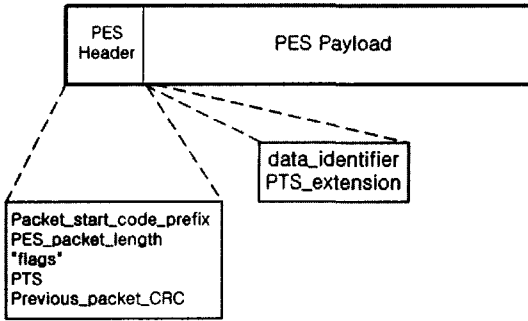 PES
Header
PES Payload
data_identifier
PTS_extension
Packet_start_code_prefix
PES_packet_length
"flags"
PTS
Previous_packet_CRC